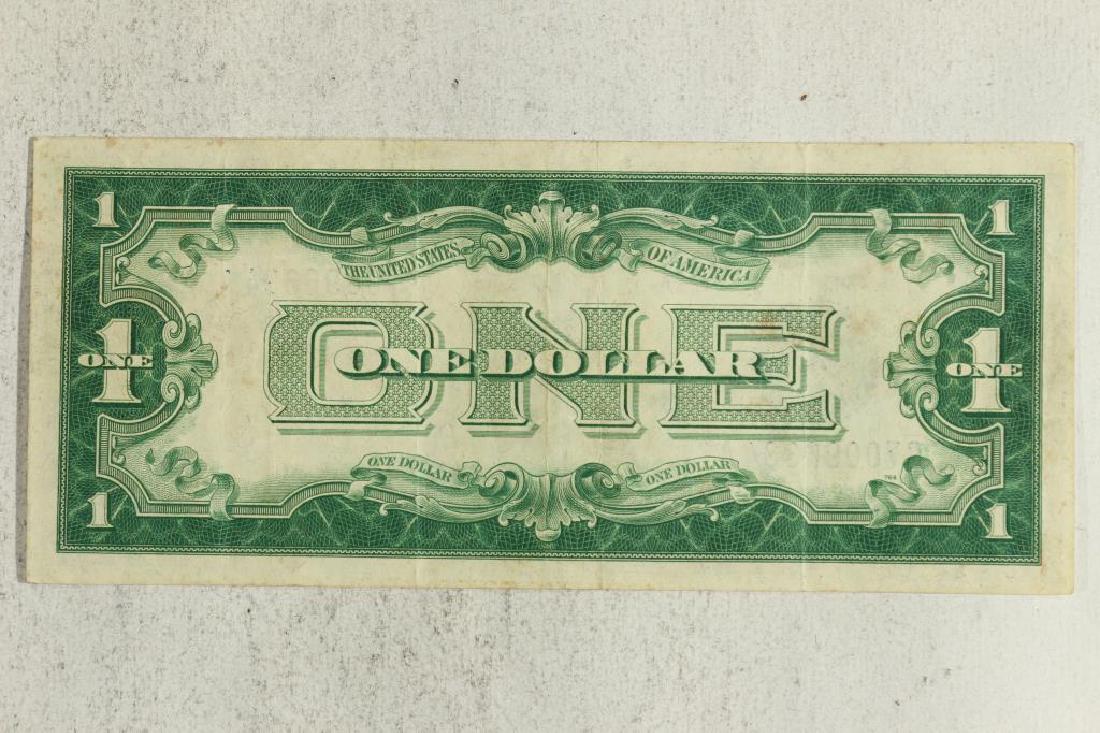 1
1
THE UNITED STATES
OF AMERICA
ONE
ONE DOLLAR
1
ONE
1
ONE
ONE DOLLAR
ONE DOLLAR
1
1